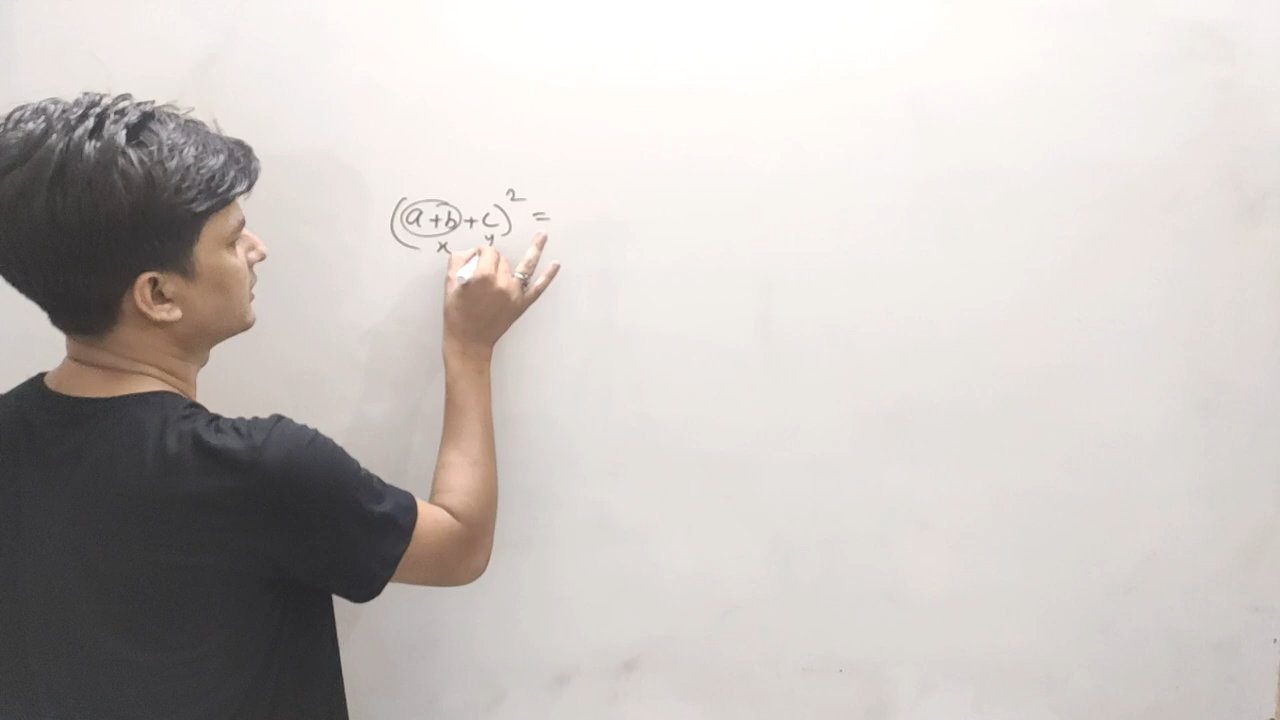 (a+b+c)² =
x y